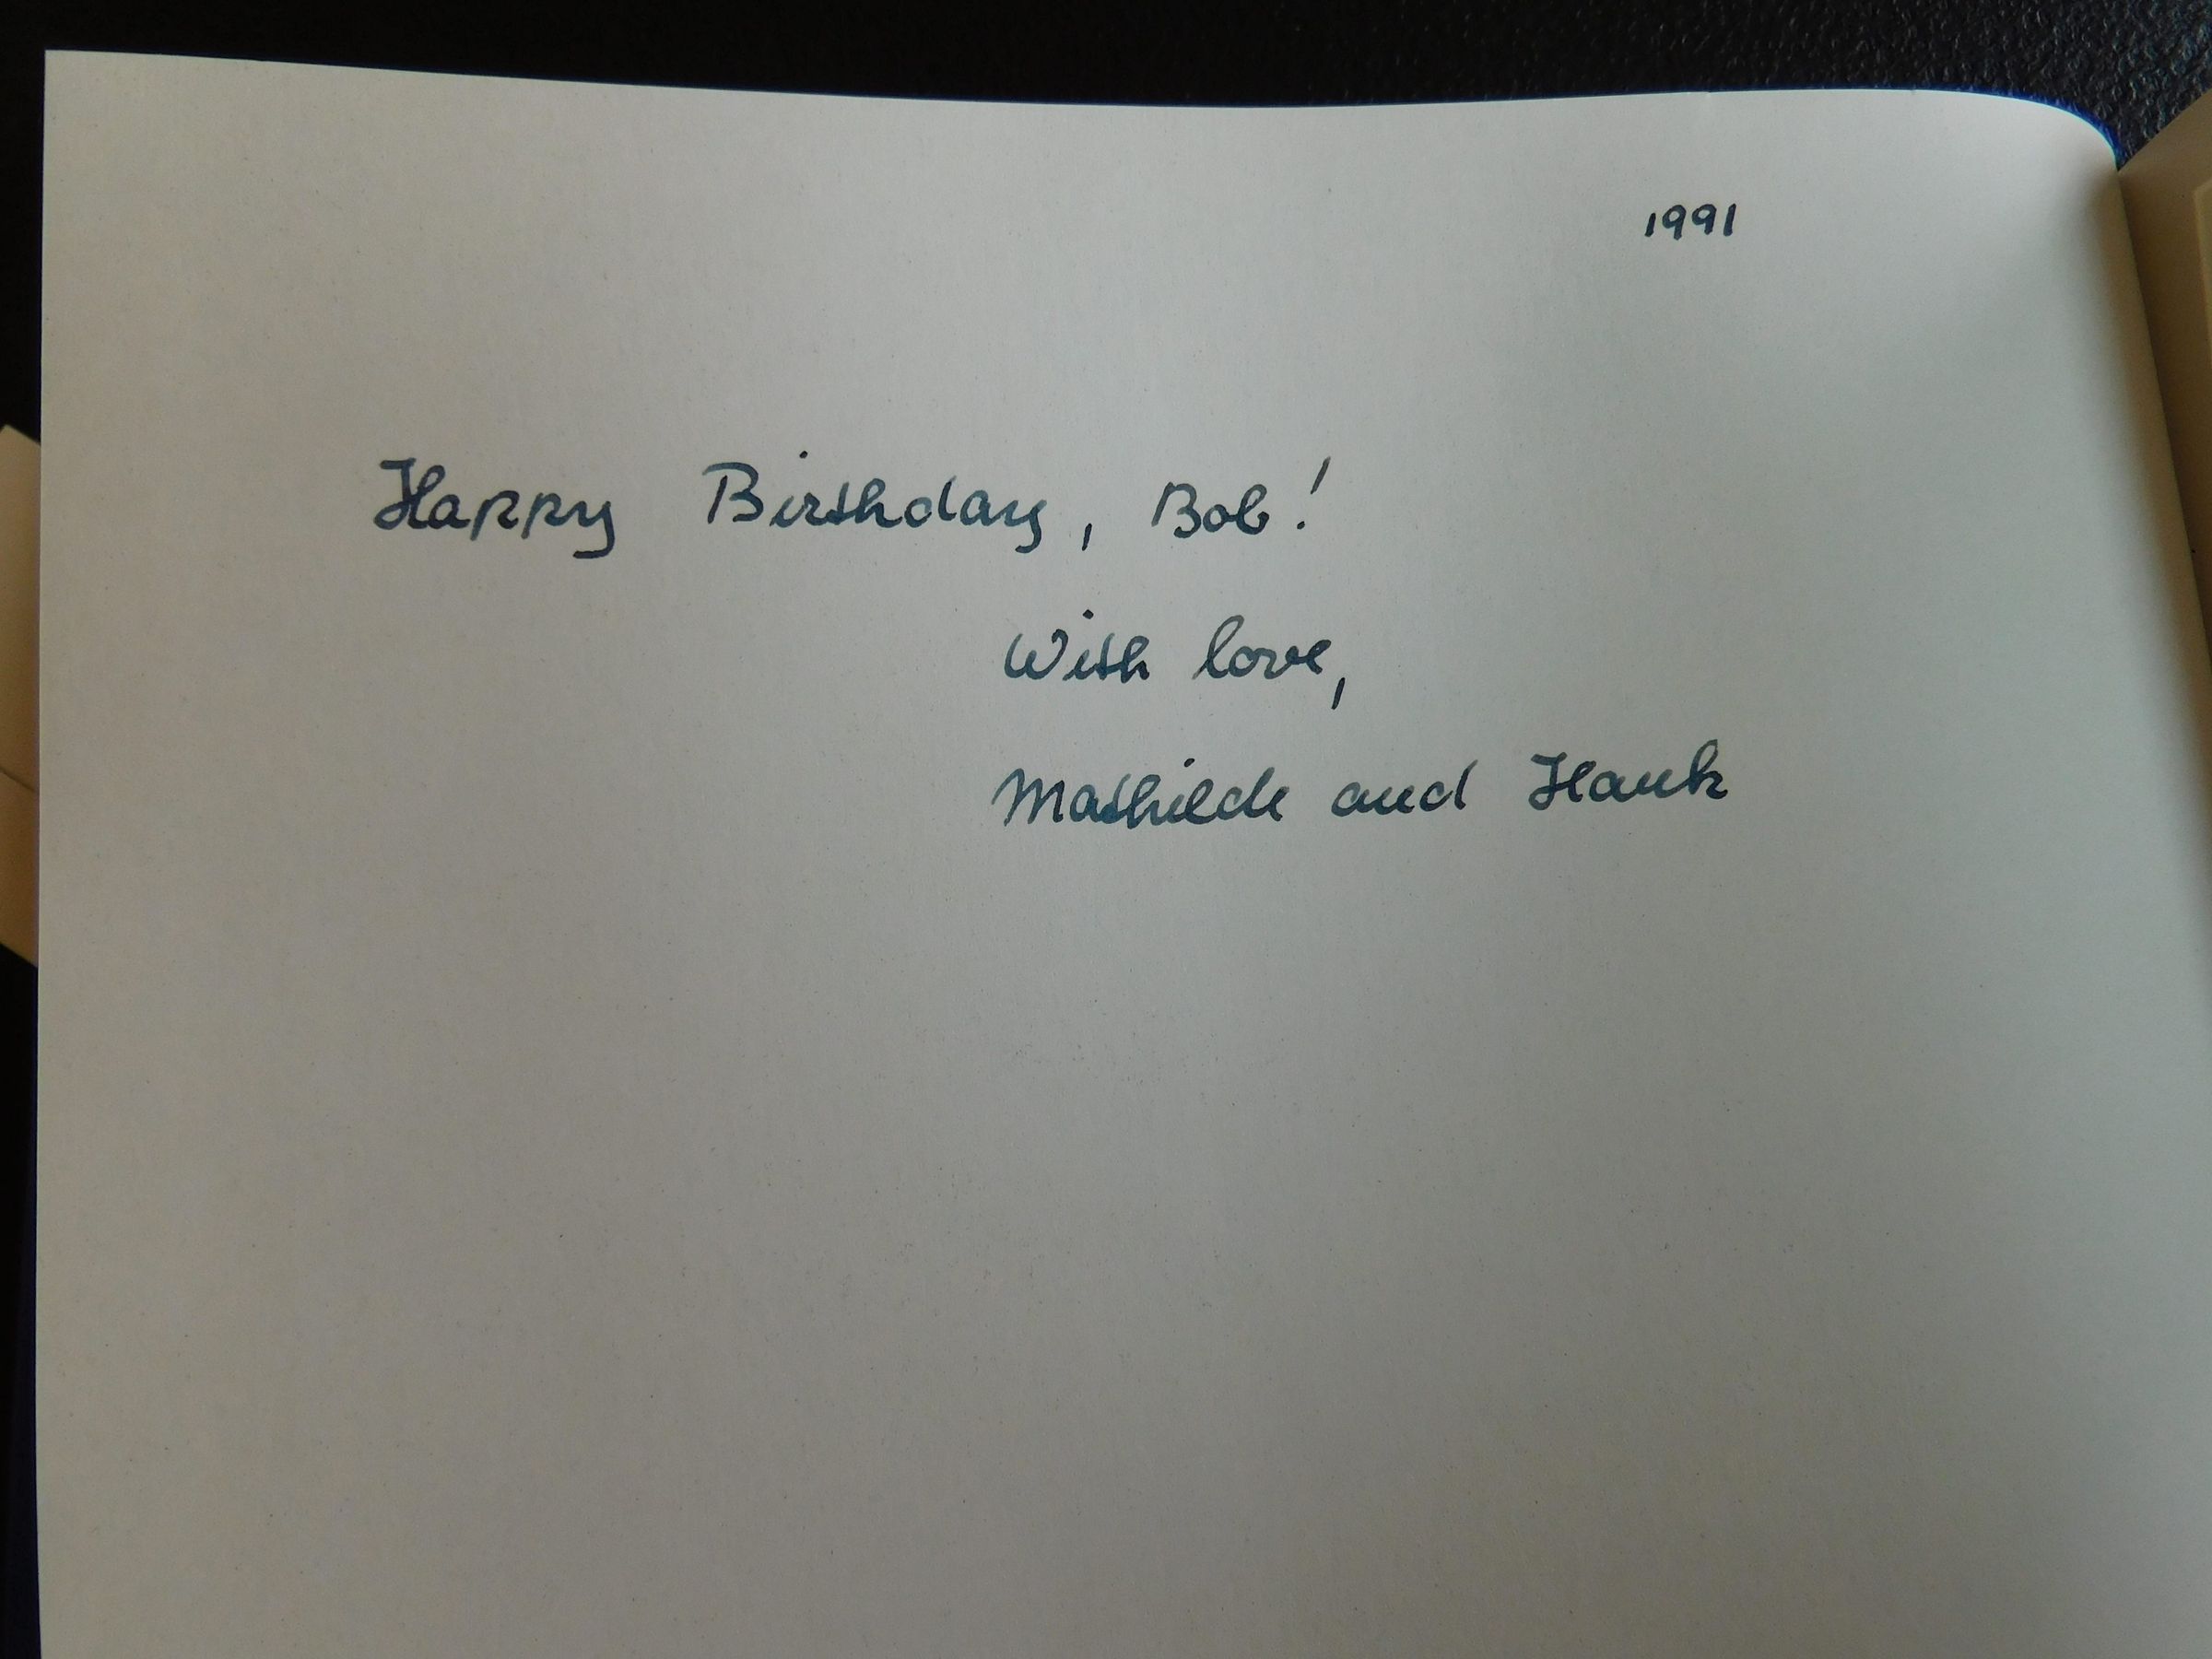 1991
Happy Birthday, Bob!
With love,
Mathilde and Hank